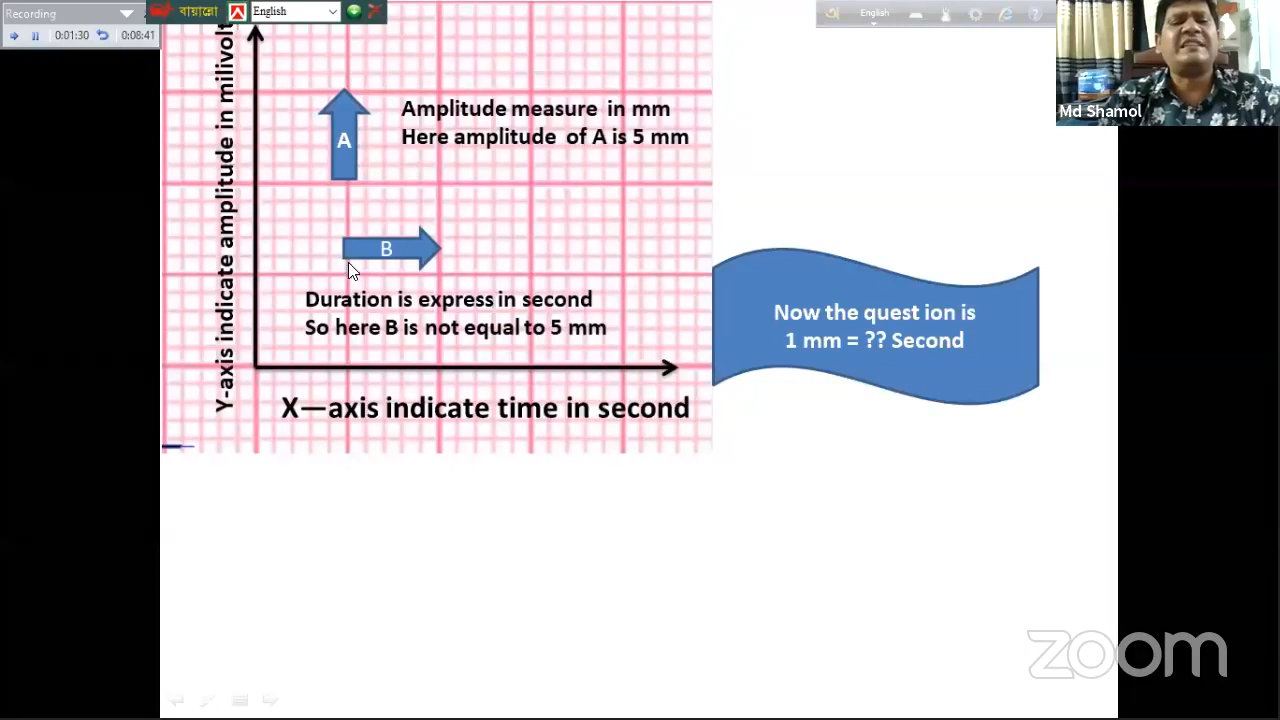 Recording
0:01:30
0:08:41
বায়ান্নো
English
English
Md Shamol
Y-axis indicate amplitude in milivolt
A
Amplitude measure in mm
Here amplitude of A is 5 mm
B
Duration is express in second
So here B is not equal to 5 mm
X—axis indicate time in second
Now the quest ion is
1 mm = ?? Second
zoom